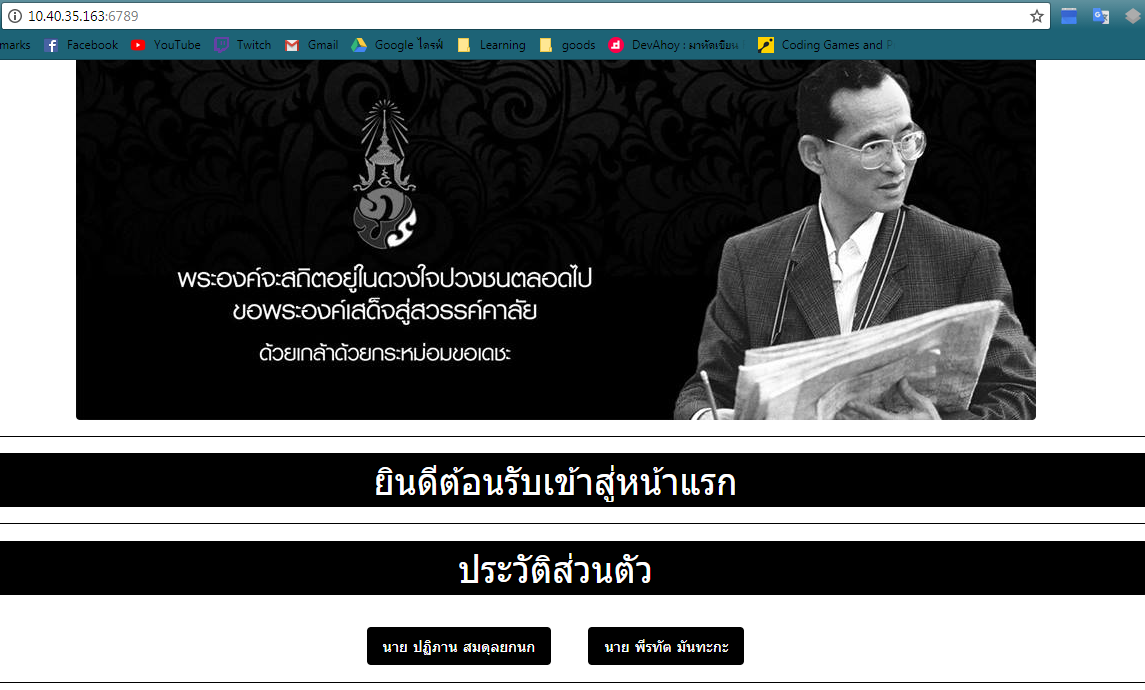 10.40.35.163:6789
marks Facebook YouTube Twitch Gmail Google ไดรฟ์ Learning goods DevAhoy : มาหัดเขียน Coding Games and P
พระองค์จะสถิตอยู่ในดวงใจปวงชนตลอดไป
ขอพระองค์เสด็จสู่สวรรค์คาลัย
ด้วยเกล้าด้วยกระหม่อมขอเดชะ
ยินดีต้อนรับเข้าสู่หน้าแรก
ประวัติส่วนตัว
นาย ปฏิภาน สมดุลยกนก นาย พีรทัต มันทะกะ